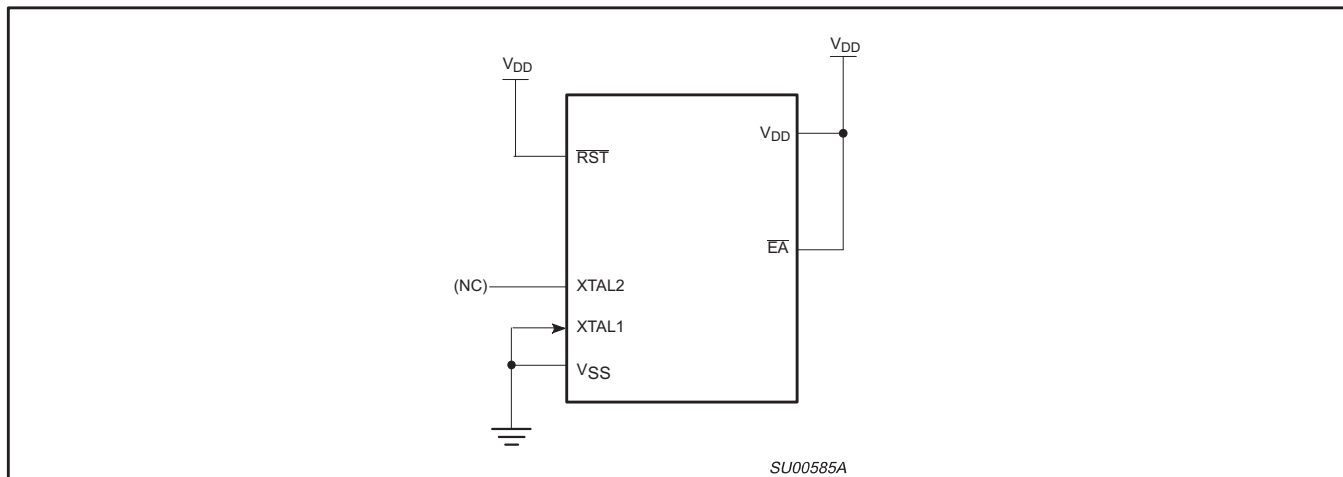 VDD
VDD
VDD
RST
EA
(NC)
XTAL2
XTAL1
VSS
SU00585A